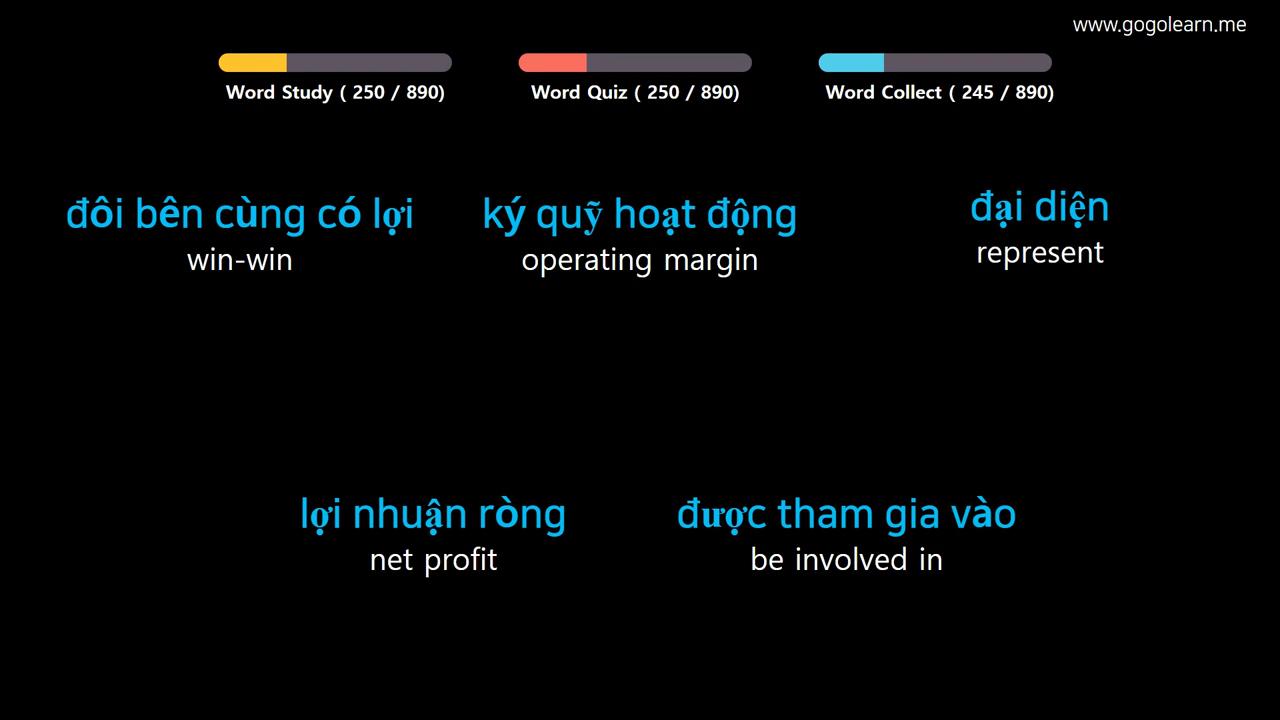 www.gogolearn.me
Word Study ( 250 / 890)
Word Quiz ( 250 / 890)
Word Collect ( 245 / 890)
đôi bên cùng có lợi
win-win
ký quỹ hoạt động
operating margin
đại diện
represent
lợi nhuận ròng
net profit
được tham gia vào
be involved in